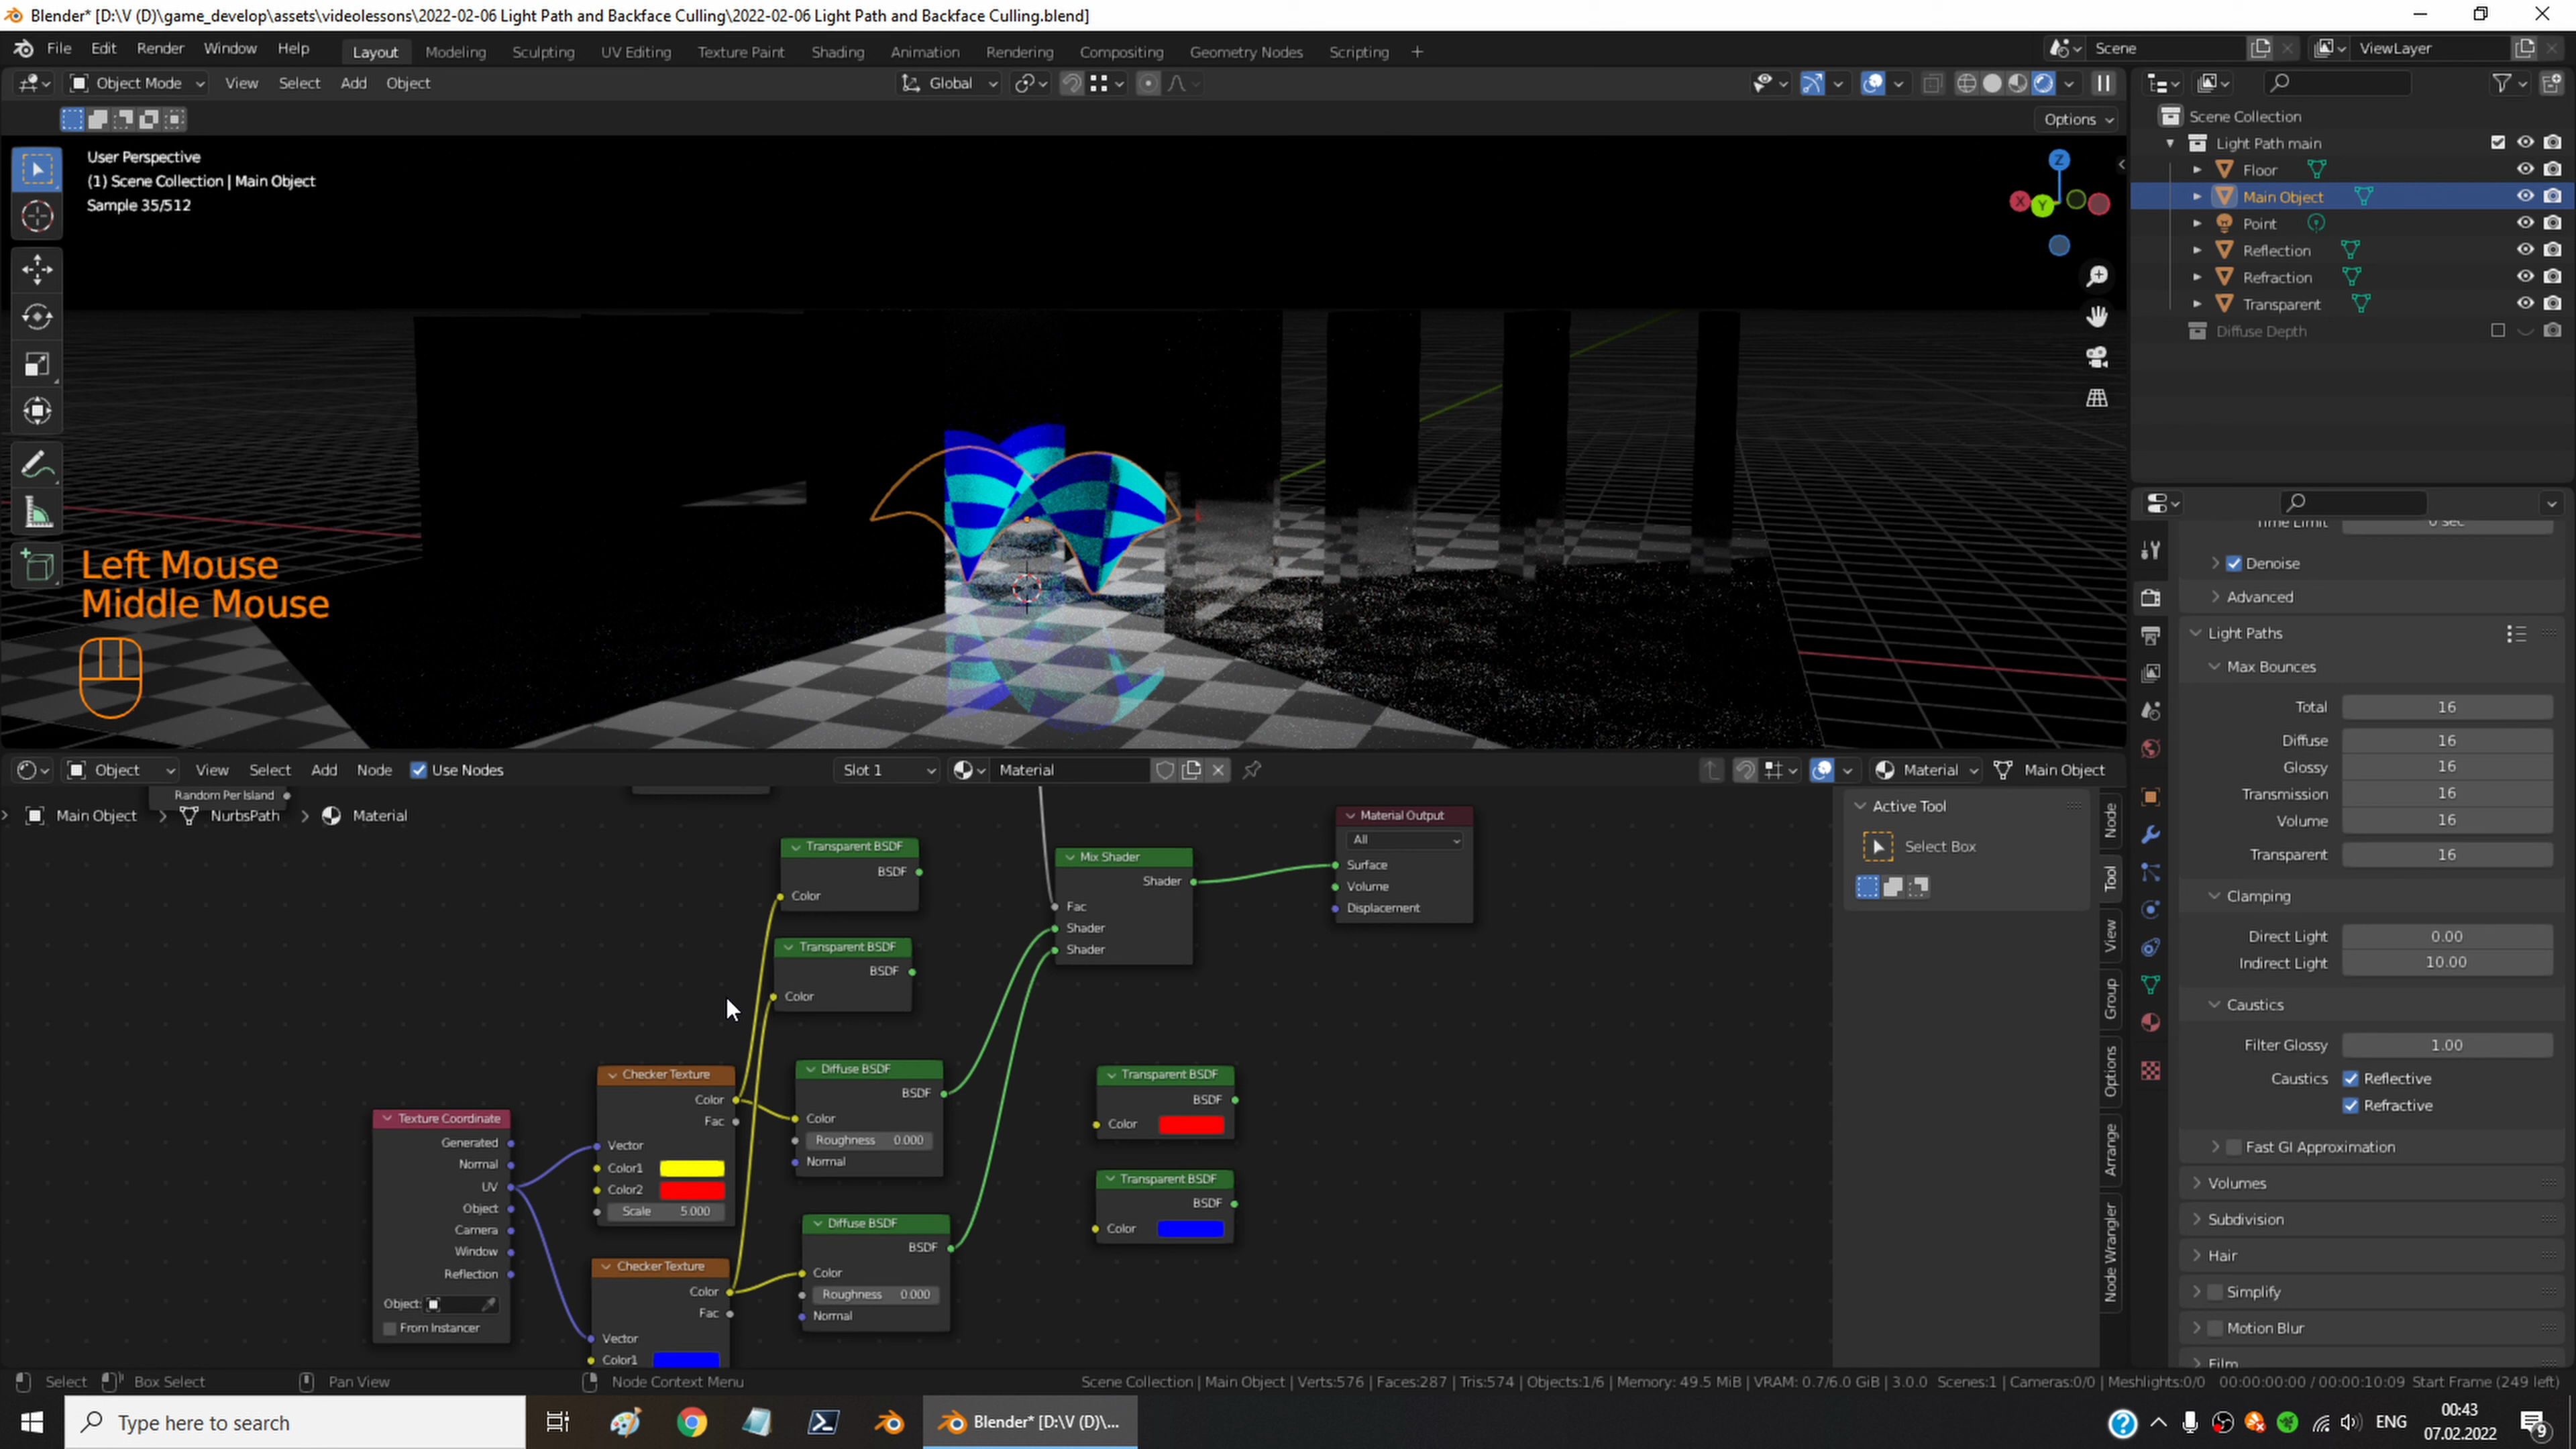 Blender* [D:\V (D)\game_develop\assets\videolessons\2022-02-06 Light Path and Backface Culling\2022-02-06 Light Path and Backface Culling.blend]
File Edit Render Window Help Layout Modeling Sculpting UV Editing Texture Paint Shading Animation Rendering Compositing Geometry Nodes Scripting + Scene ViewLayer
Object Mode View Select Add Object Global
Options
User Perspective
(1) Scene Collection | Main Object
Sample 35/512
Z
X
Y
Left Mouse
Middle Mouse
Scene Collection
Light Path main
Floor
Main Object
Point
Reflection
Refraction
Transparent
Diffuse Depth
Time Limit 0 sec
Denoise
Advanced
Light Paths
Max Bounces
Total 16
Diffuse 16
Glossy 16
Transmission 16
Volume 16
Transparent 16
Clamping
Direct Light 0.00
Indirect Light 10.00
Caustics
Filter Glossy 1.00
Caustics Reflective
Refractive
Fast GI Approximation
Volumes
Subdivision
Hair
Simplify
Motion Blur
Film
Object View Select Add Node Use Nodes Slot 1 Material Material Main Object
Random Per Island
Main Object > NurbsPath > Material
Transparent BSDF
BSDF
Color
Transparent BSDF
BSDF
Color
Mix Shader
Shader
Fac
Shader
Shader
Material Output
All
Surface
Volume
Displacement
Texture Coordinate
Generated
Normal
UV
Object
Camera
Window
Reflection
Object:
From Instancer
Checker Texture
Color
Fac
Vector
Color1
Color2
Scale 5.000
Checker Texture
Color
Fac
Vector
Color1
Diffuse BSDF
BSDF
Color
Roughness 0.000
Normal
Diffuse BSDF
BSDF
Color
Roughness 0.000
Normal
Transparent BSDF
BSDF
Color
Transparent BSDF
BSDF
Color
Active Tool
Select Box
Node
Tool
View
Group
Options
Arrange
Node Wrangler
Select Box Select Pan View Node Context Menu Scene Collection | Main Object | Verts:576 | Faces:287 | Tris:574 | Objects:1/6 | Memory: 49.5 MiB | VRAM: 0.7/6.0 GiB | 3.0.0 Scenes:1 | Cameras:0/0 | Meshlights:0/0 00:00:00:00 / 00:00:10:09 Start Frame (249 left)
Type here to search Blender* [D:\V (D)\... ENG
00:43
07.02.2022
9